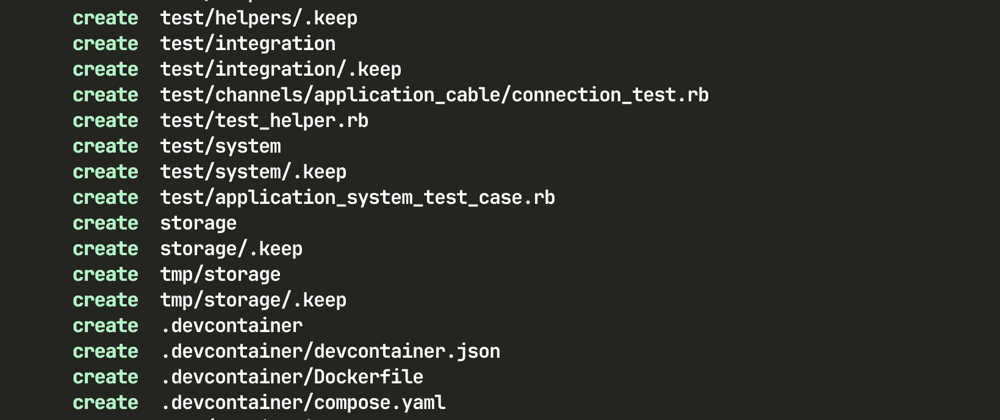 create test/helpers/.keep
create test/integration
create test/integration/.keep
create test/channels/application_cable/connection_test.rb
create test/test_helper.rb
create test/system
create test/system/.keep
create test/application_system_test_case.rb
create storage
create storage/.keep
create tmp/storage
create tmp/storage/.keep
create .devcontainer
create .devcontainer/devcontainer.json
create .devcontainer/Dockerfile
create .devcontainer/compose.yaml